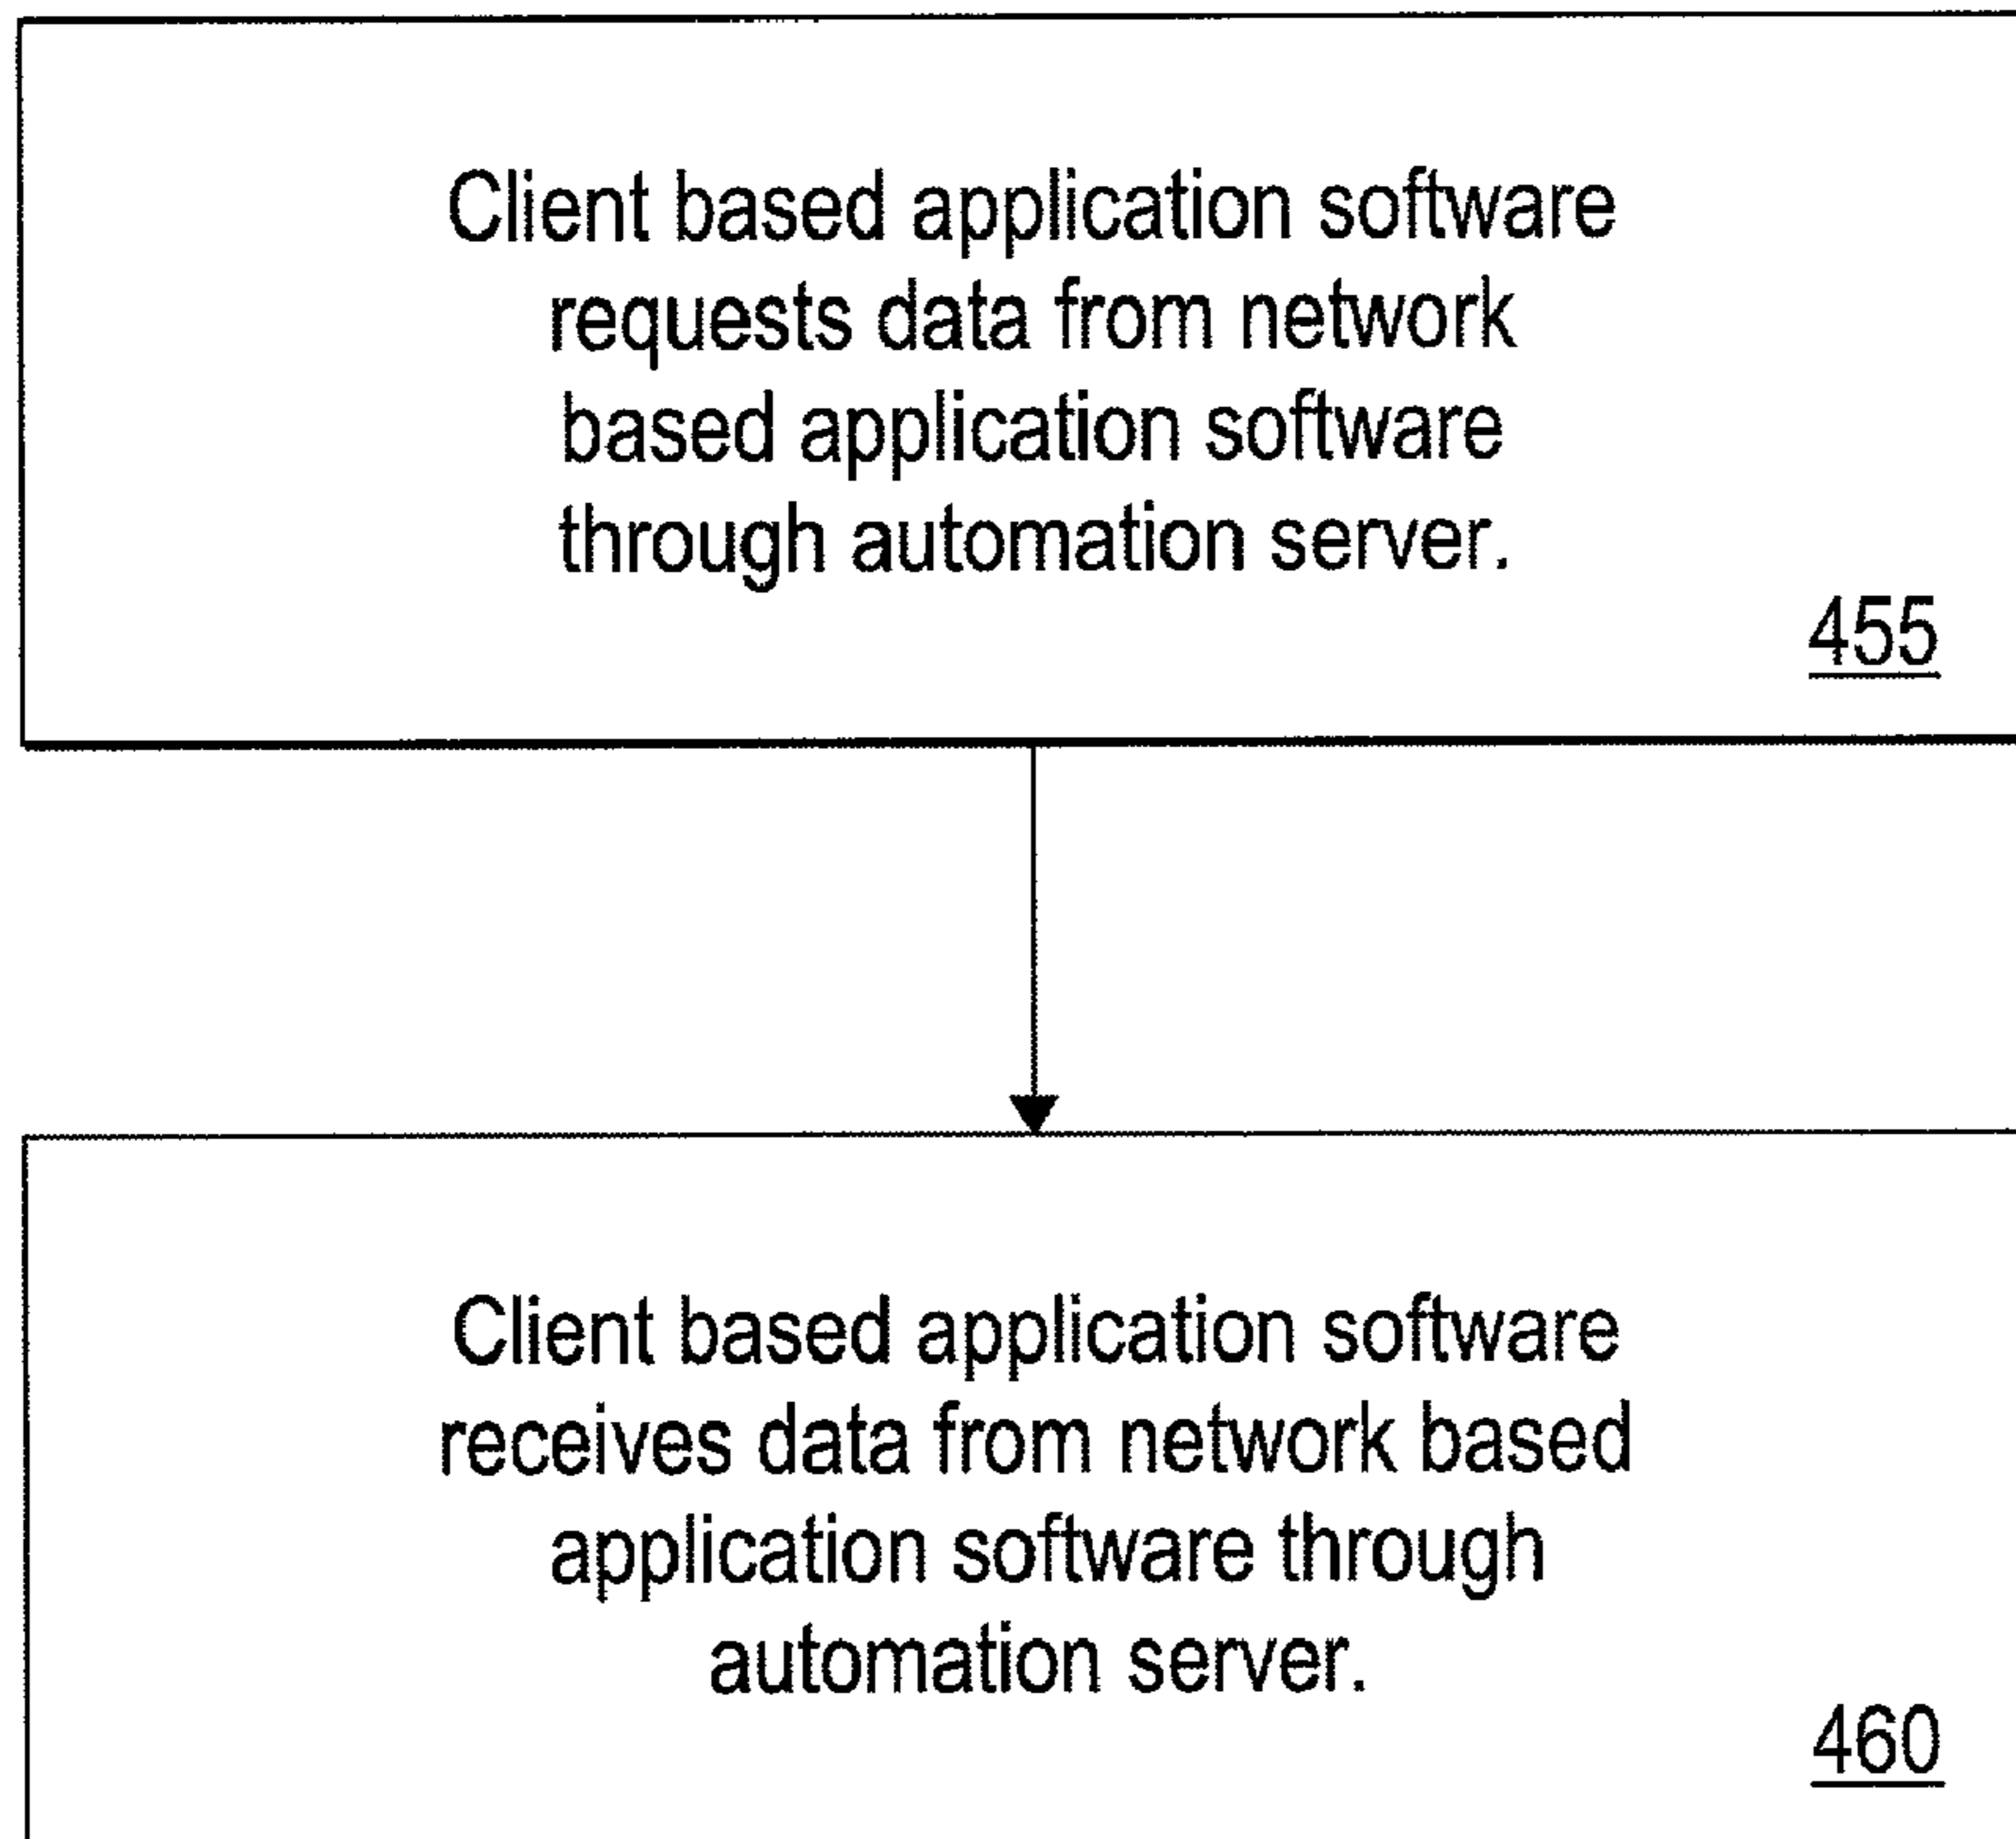 Client based application software
requests data from network
based application software
through automation server.
455
Client based application software
receives data from network based
application software through
automation server.
460